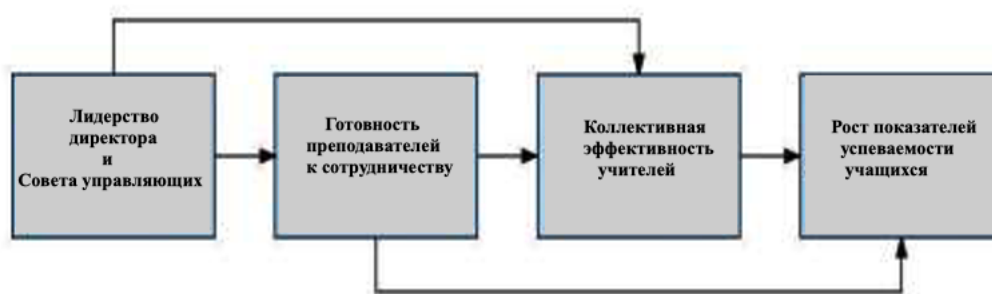 Лидерство
директора
и
Совета управляющих
Готовность
преподавателей
к сотрудничеству
Коллективная
эффективность
учителей
Рост показателей
успеваемости
учащихся